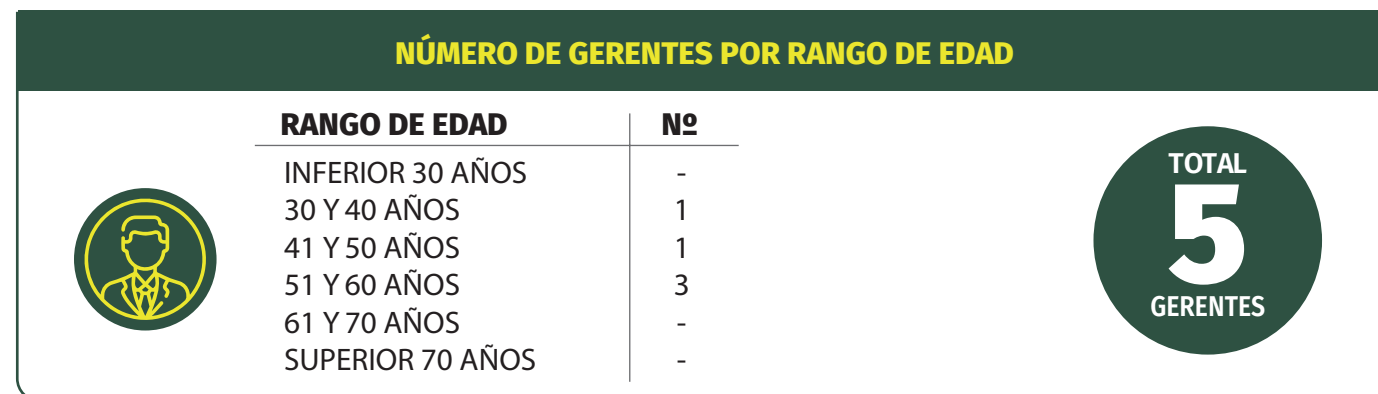 NÚMERO DE GERENTES POR RANGO DE EDAD
RANGO DE EDAD Nº
INFERIOR 30 AÑOS -
30 Y 40 AÑOS 1
41 Y 50 AÑOS 1
51 Y 60 AÑOS 3
61 Y 70 AÑOS -
SUPERIOR 70 AÑOS -
TOTAL
5
GERENTES